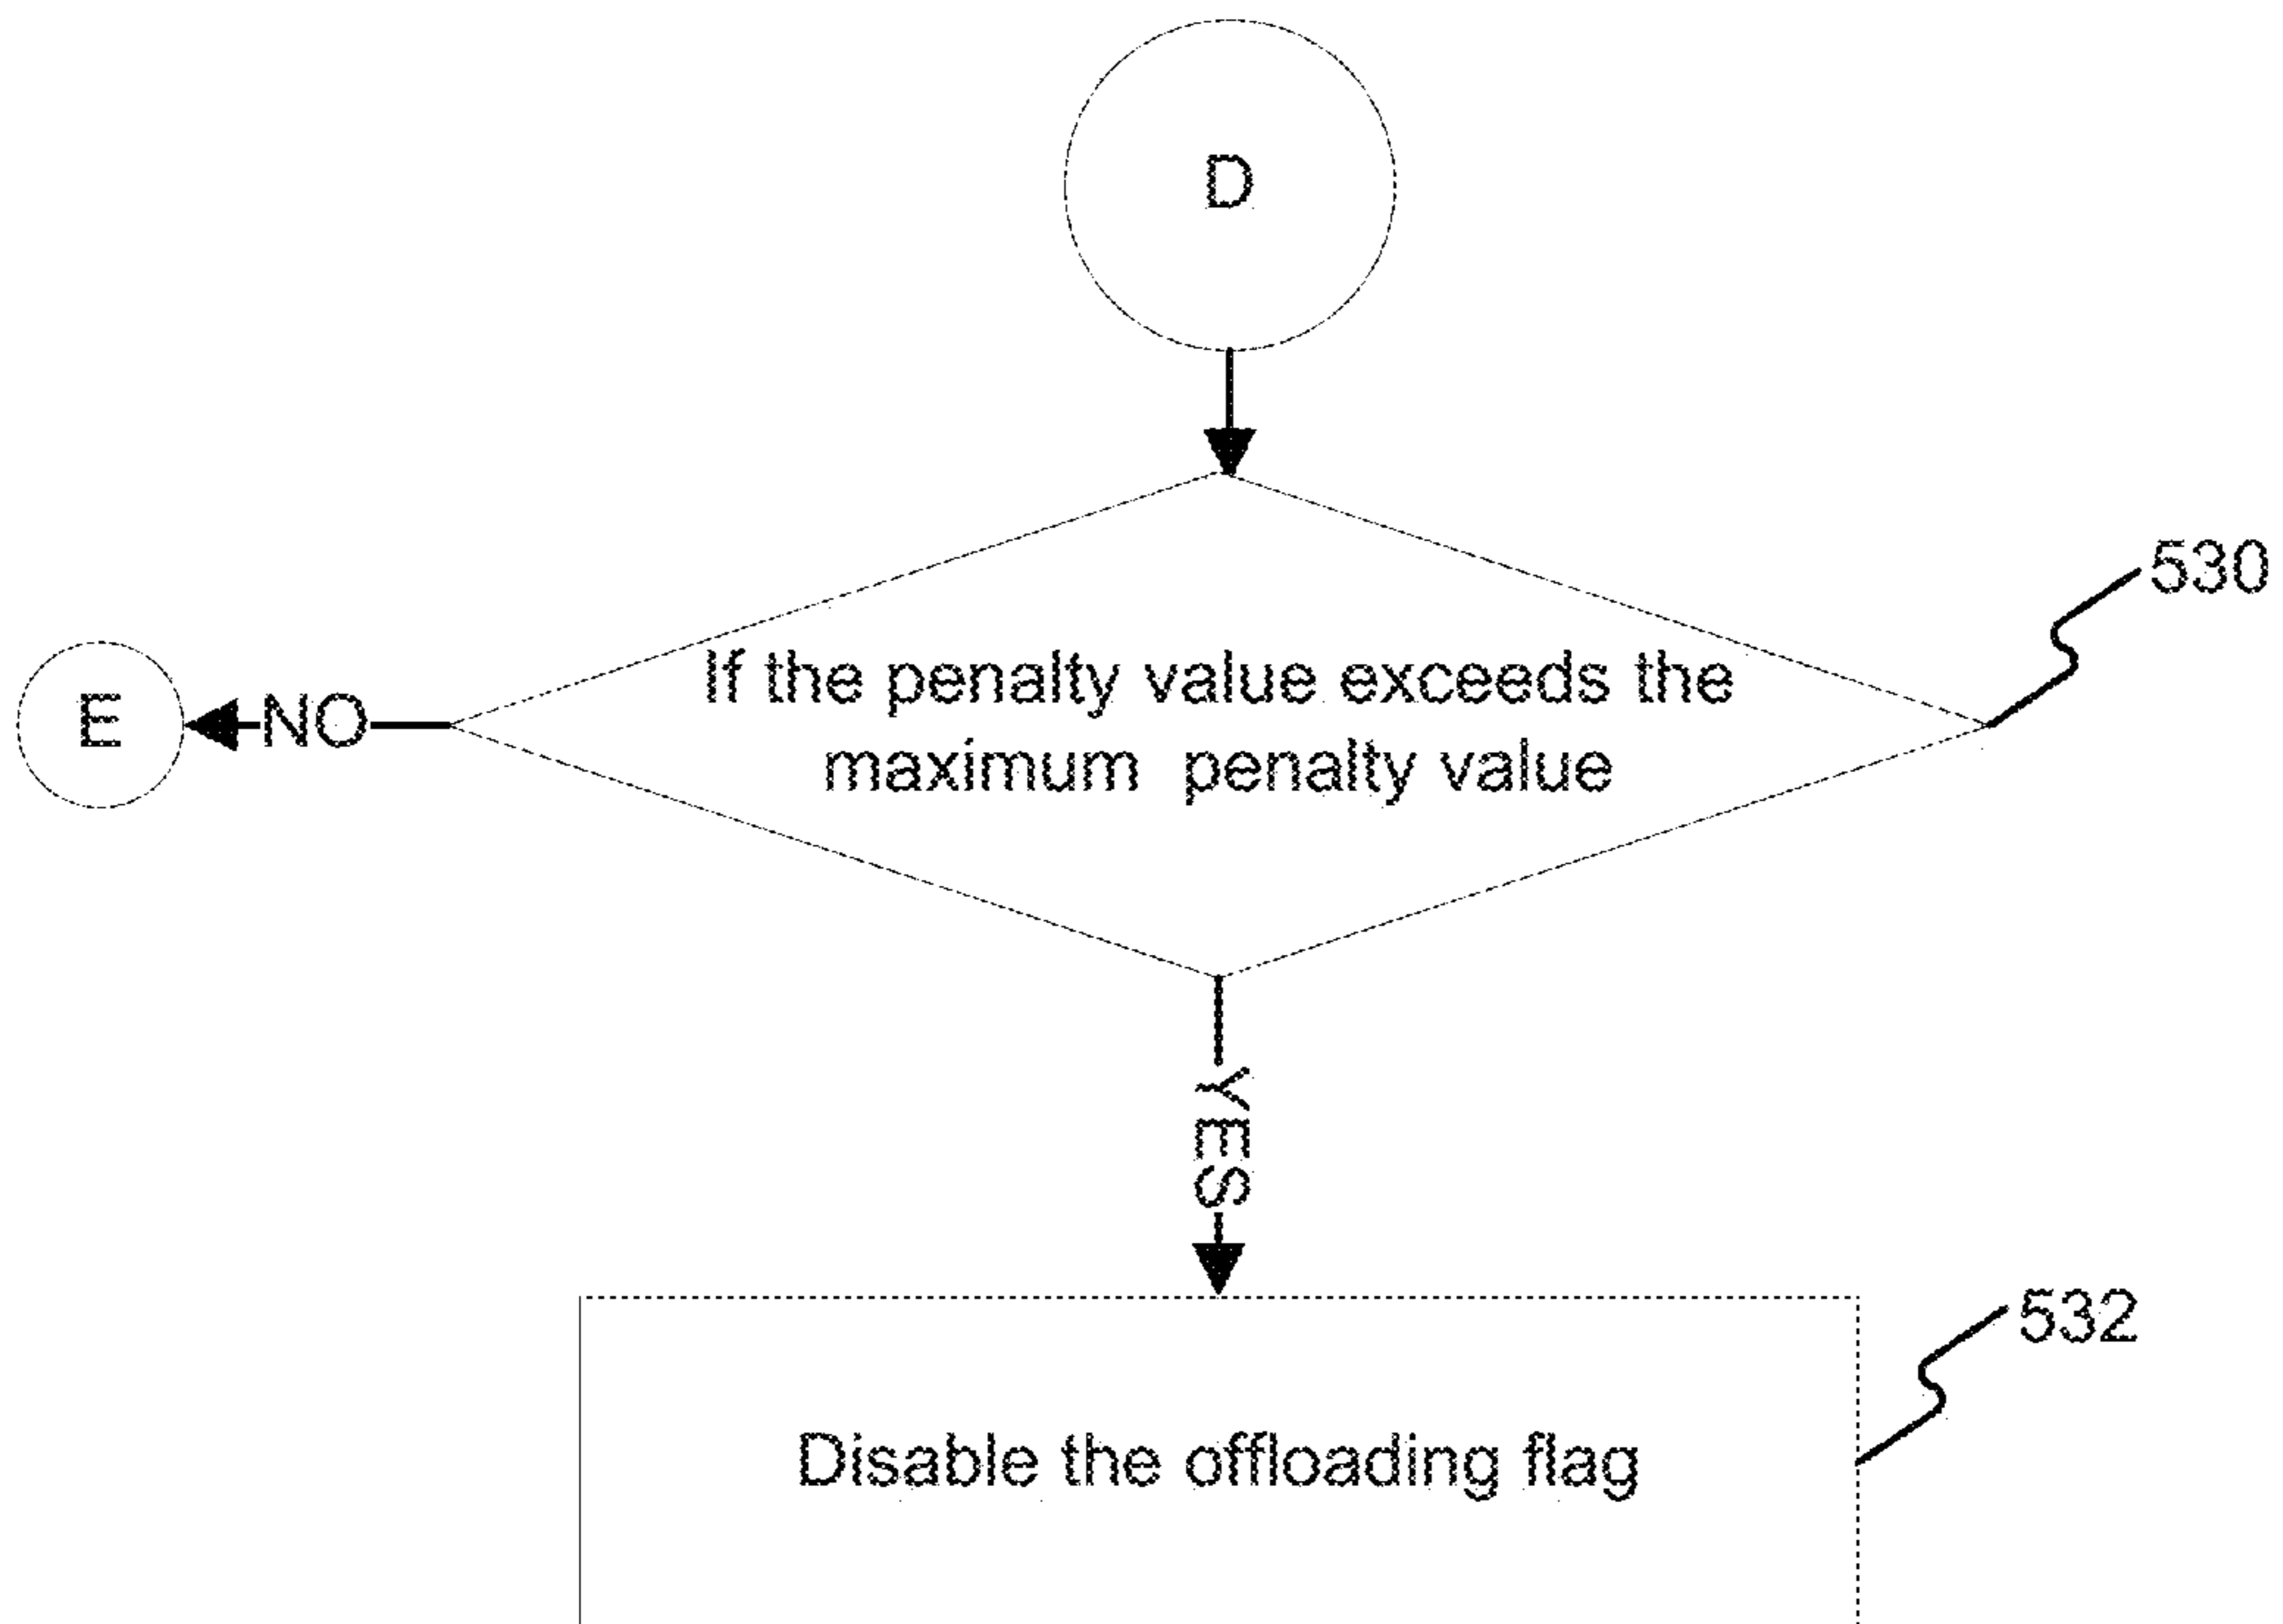 D
530
If the penalty value exceeds the
maximum penalty value
E
NO
YES
532
Disable the offloading flag